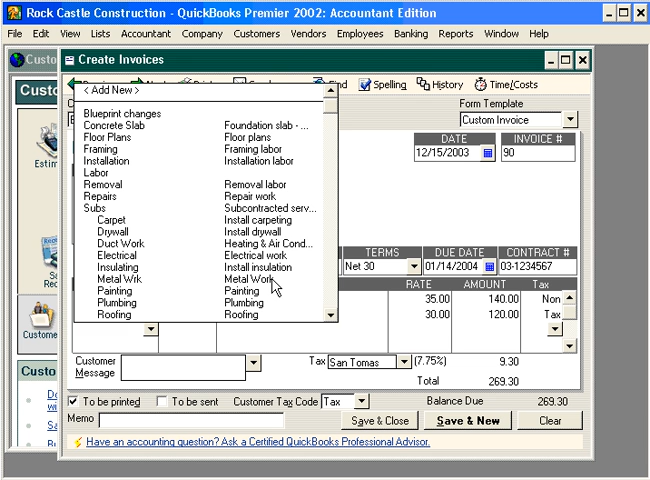 Rock Castle Construction - QuickBooks Premier 2002: Accountant Edition
File Edit View Lists Accountant Company Customers Vendors Employees Banking Reports Window Help
Custo Create Invoices
Find Spelling History Time/Costs
< Add New >
Custo
Form Template
Custom Invoice
Blueprint changes
Concrete Slab Foundation slab - ...
Floor Plans Floor plans
Framing Framing labor
Installation Installation labor
Labor
Removal Removal labor
Repairs Repair work
Subs Subcontracted serv...
Carpet Install carpeting
Drywall Install drywall
Duct Work Heating & Air Cond...
Electrical Electrical work
Insulating Install insulation
Metal Wrk Metal Work
Painting Painting
Plumbing Plumbing
Roofing Roofing
DATE INVOICE #
12/15/2003 90
Estim
TERMS DUE DATE CONTRACT #
Net 30 01/14/2004 03-1234567
Rec
RATE AMOUNT Tax
35.00 140.00 Non
30.00 120.00 Tax
Custome
Customer Message Tax San Tomas (7.75%) 9.30
Total 269.30
Custo
To be printed To be sent Customer Tax Code Tax Balance Due 269.30
Memo Save & Close Save & New Clear
Have an accounting question? Ask a Certified QuickBooks Professional Advisor.